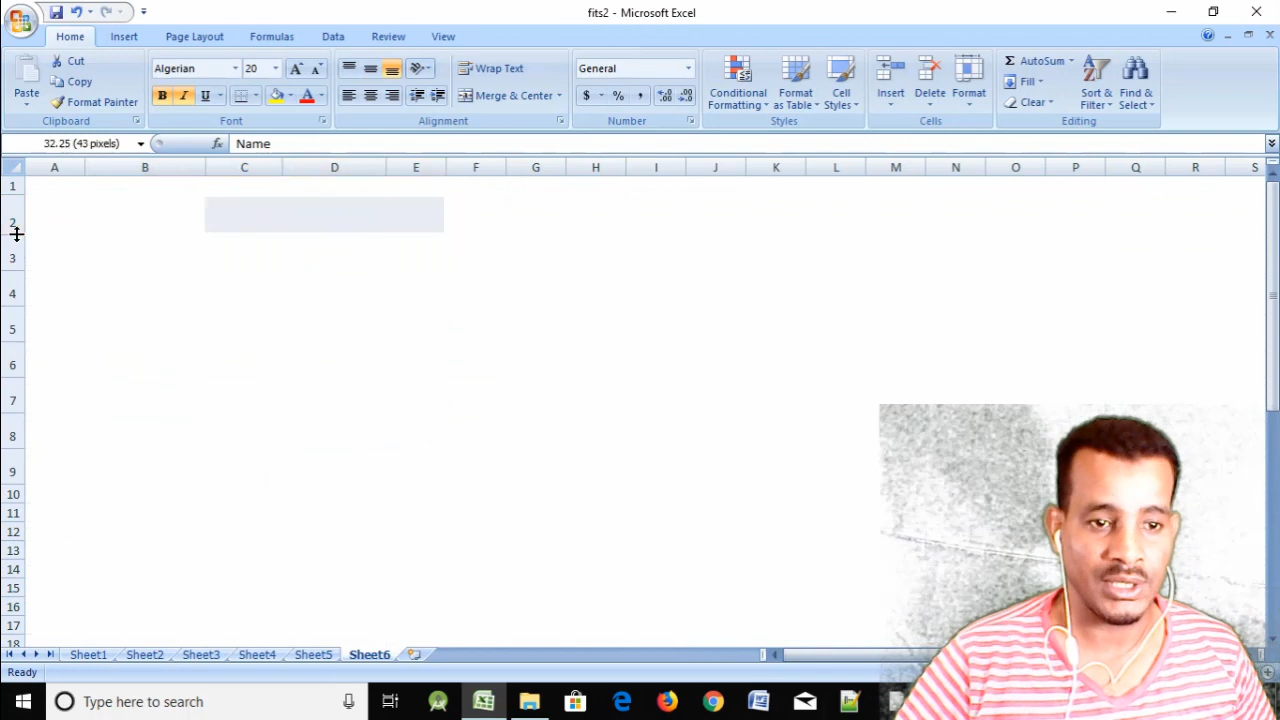 fits2 - Microsoft Excel
Home Insert Page Layout Formulas Data Review View
Paste
Cut
Copy
Format Painter
Clipboard
Algerian 20
B I U
Font
Wrap Text
Merge & Center
Alignment
General
$ % ,
Number
Conditional Formatting
Format as Table
Cell Styles
Styles
Insert
Delete
Format
Cells
AutoSum
Fill
Clear
Sort & Filter
Find & Select
Editing
32.25 (43 pixels) fx Name
A B C D E F G H I J K L M N O P Q R S
1
2
3
4
5
6
7
8
9
10
11
12
13
14
15
16
17
18
Sheet1 Sheet2 Sheet3 Sheet4 Sheet5 Sheet6
Ready
Type here to search